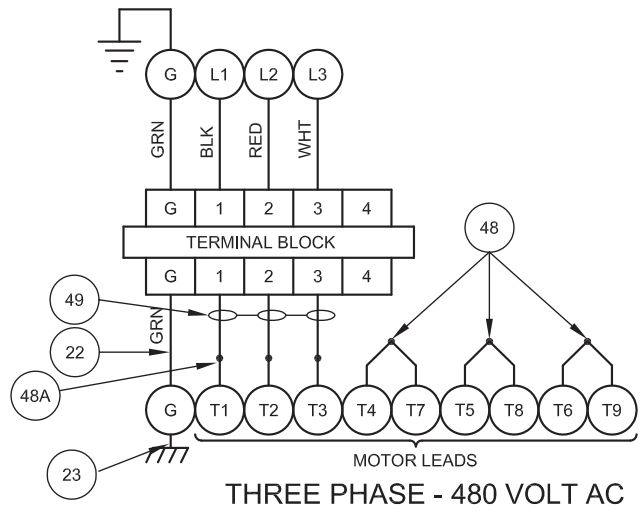 G L1 L2 L3
GRN BLK RED WHT
G 1 2 3 4
TERMINAL BLOCK
G 1 2 3 4
48
49
GRN
22
48A
G T1 T2 T3 T4 T7 T5 T8 T6 T9
23
MOTOR LEADS
THREE PHASE - 480 VOLT AC